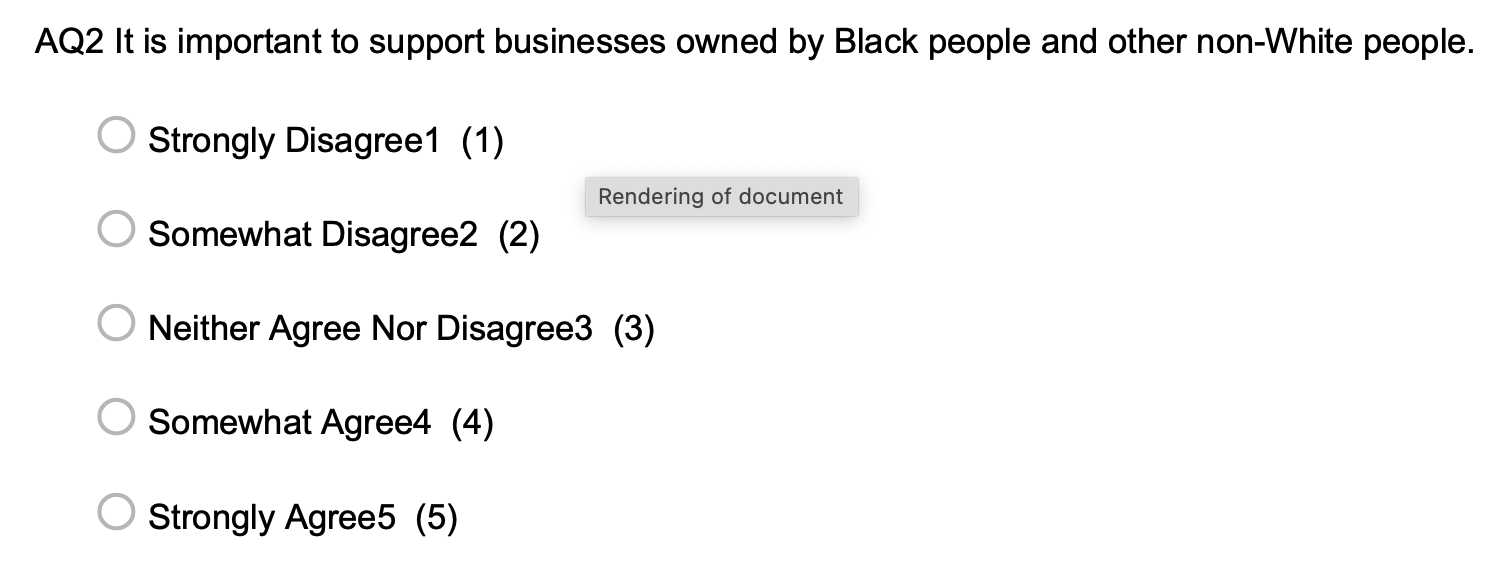 AQ2 It is important to support businesses owned by Black people and other non-White people.
Strongly Disagree1 (1)
Rendering of document
Somewhat Disagree2 (2)
Neither Agree Nor Disagree3 (3)
Somewhat Agree4 (4)
Strongly Agree5 (5)